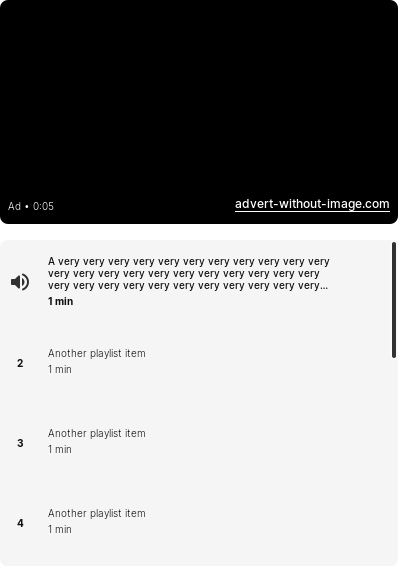 Ad • 0:05
advert-without-image.com
A very very very very very very very very very very very
very very very very very very very very very very very
very very very very very very very very very very very...
1 min
2
Another playlist item
1 min
3
Another playlist item
1 min
4
Another playlist item
1 min